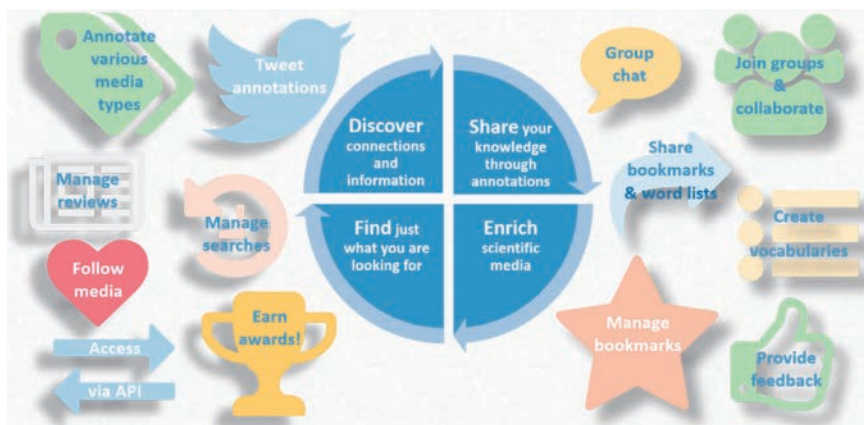 Annotate
various
media
types
Tweet
annotations
Group
chat
Join groups
&
collaborate
Discover
connections
and
information
Share your
knowledge
through
annotations
Share
bookmarks
& word lists
Manage
reviews
Manage
searches
Find just
what you are
looking for
Enrich
scientific
media
Create
vocabularies
Follow
media
Earn
awards!
Manage
bookmarks
Access
via API
Provide
feedback